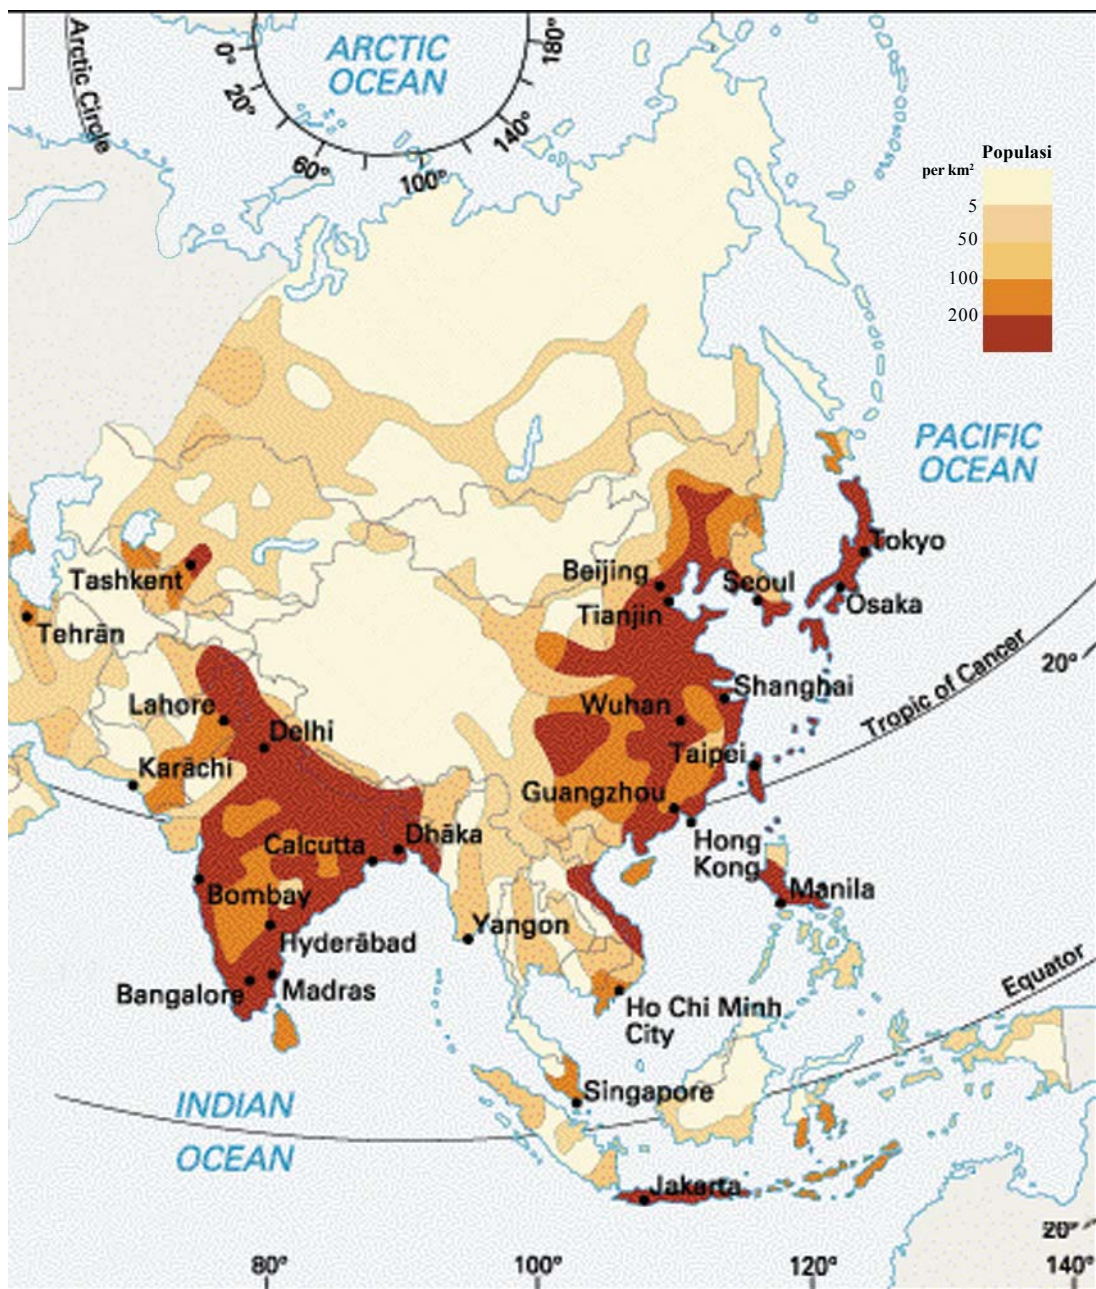 Arctic Circle
ARCTIC
OCEAN
0°
20°
60°
100°
140°
180°
Populasi
per km²
5
50
100
200
PACIFIC
OCEAN
Tashkent
Tehrān
Beijing
Tianjin
Seoul
Tokyo
Ōsaka
Lahore
Delhi
Karāchi
Wuhan
Shanghai
Taipei
Guangzhou
Tropic of Cancer
20°
Calcutta
Dhāka
Hong
Kong
Bombay
Manila
Yangon
Hyderābad
Bangalore
Madras
Ho Chi Minh
City
Equator
Singapore
INDIAN
OCEAN
Jakarta
20°
80°
100°
120°
140°